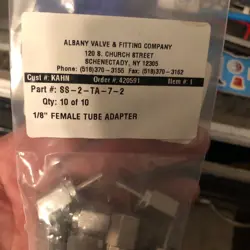 ALBANY VALVE & FITTING COMPANY
120 S. CHURCH STREET
SCHENECTADY, NY 12305
Phone: (518)370-3155 Fax: (518)370-3162
Cust #: KAHN Order #: 420591 Item #: 1
Part #: SS-2-TA-7-2
Qty: 10 of 10
1/8" FEMALE TUBE ADAPTER